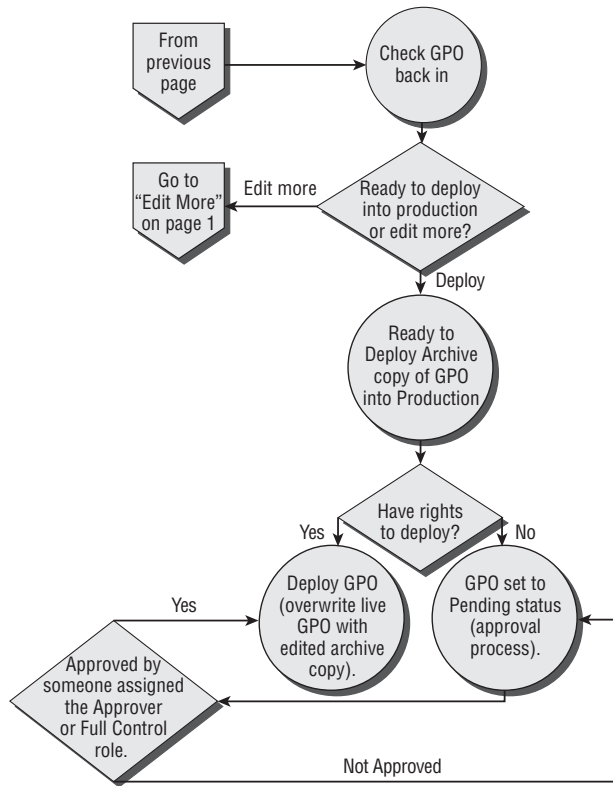 From
previous
page
Check GPO
back in
Go to
“Edit More”
on page 1
Edit more
Ready to deploy
into production
or edit more?
Deploy
Ready to
Deploy Archive
copy of GPO
into Production
Have rights
to deploy?
Yes
No
Deploy GPO
(overwrite live
GPO with
edited archive
copy).
GPO set to
Pending status
(approval
process).
Yes
Approved by
someone assigned
the Approver
or Full Control
role.
Not Approved